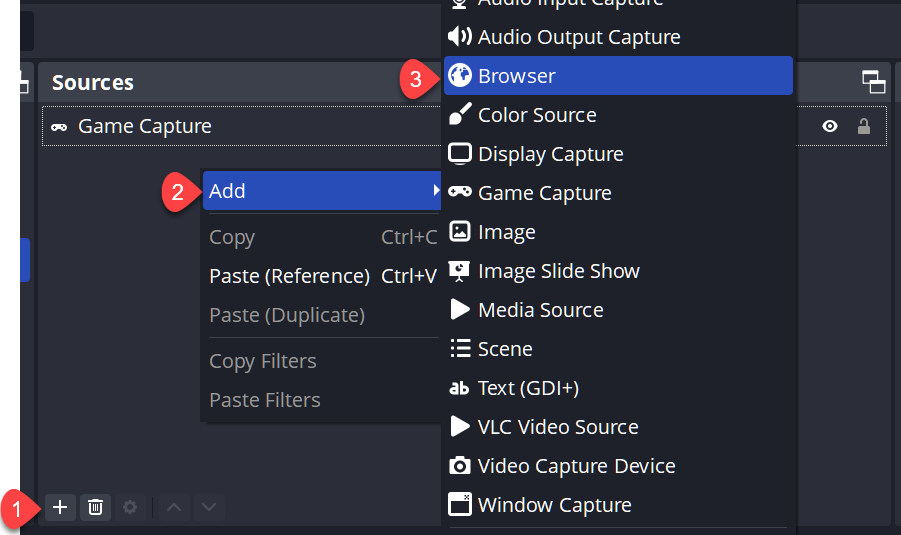 Audio Input Capture
Audio Output Capture
3
Browser
Sources
Color Source
Game Capture
Display Capture
2
Add
Game Capture
Copy Ctrl+C
Image
Paste (Reference) Ctrl+V
Image Slide Show
Paste (Duplicate)
Media Source
Copy Filters
Scene
Paste Filters
ab Text (GDI+)
VLC Video Source
Video Capture Device
1
Window Capture